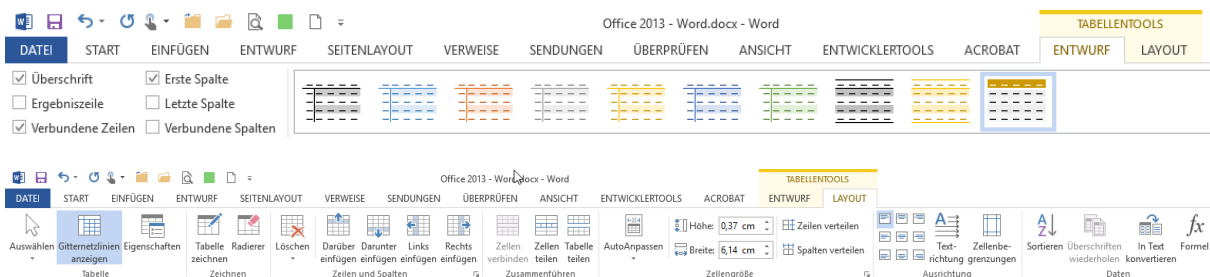 Office 2013 - Word.docx - Word
TABELLENTOOLS
DATEI START EINFÜGEN ENTWURF SEITENLAYOUT VERWEISE SENDUNGEN ÜBERPRÜFEN ANSICHT ENTWICKLERTOOLS ACROBAT ENTWURF LAYOUT
Überschrift Erste Spalte
Ergebniszeile Letzte Spalte
Verbundene Zeilen Verbundene Spalten
Office 2013 - Word.docx - Word
TABELLENTOOLS
DATEI START EINFÜGEN ENTWURF SEITENLAYOUT VERWEISE SENDUNGEN ÜBERPRÜFEN ANSICHT ENTWICKLERTOOLS ACROBAT ENTWURF LAYOUT
Höhe: 0,37 cm Zeilen verteilen
Auswählen Gitternetzlinien Eigenschaften Tabelle Radierer Löschen Darüber Darunter Links Rechts Zellen Zellen Tabelle AutoAnpassen Breite: 6,14 cm Spalten verteilen Text- Zellenbe- Sortieren Überschriften In Text Formel
anzeigen zeichnen einfügen einfügen einfügen einfügen verbinden teilen teilen richtung grenzungen wiederholen konvertieren
Tabelle Zeichnen Zeilen und Spalten Zusammenführen Zellengröße Ausrichtung Daten